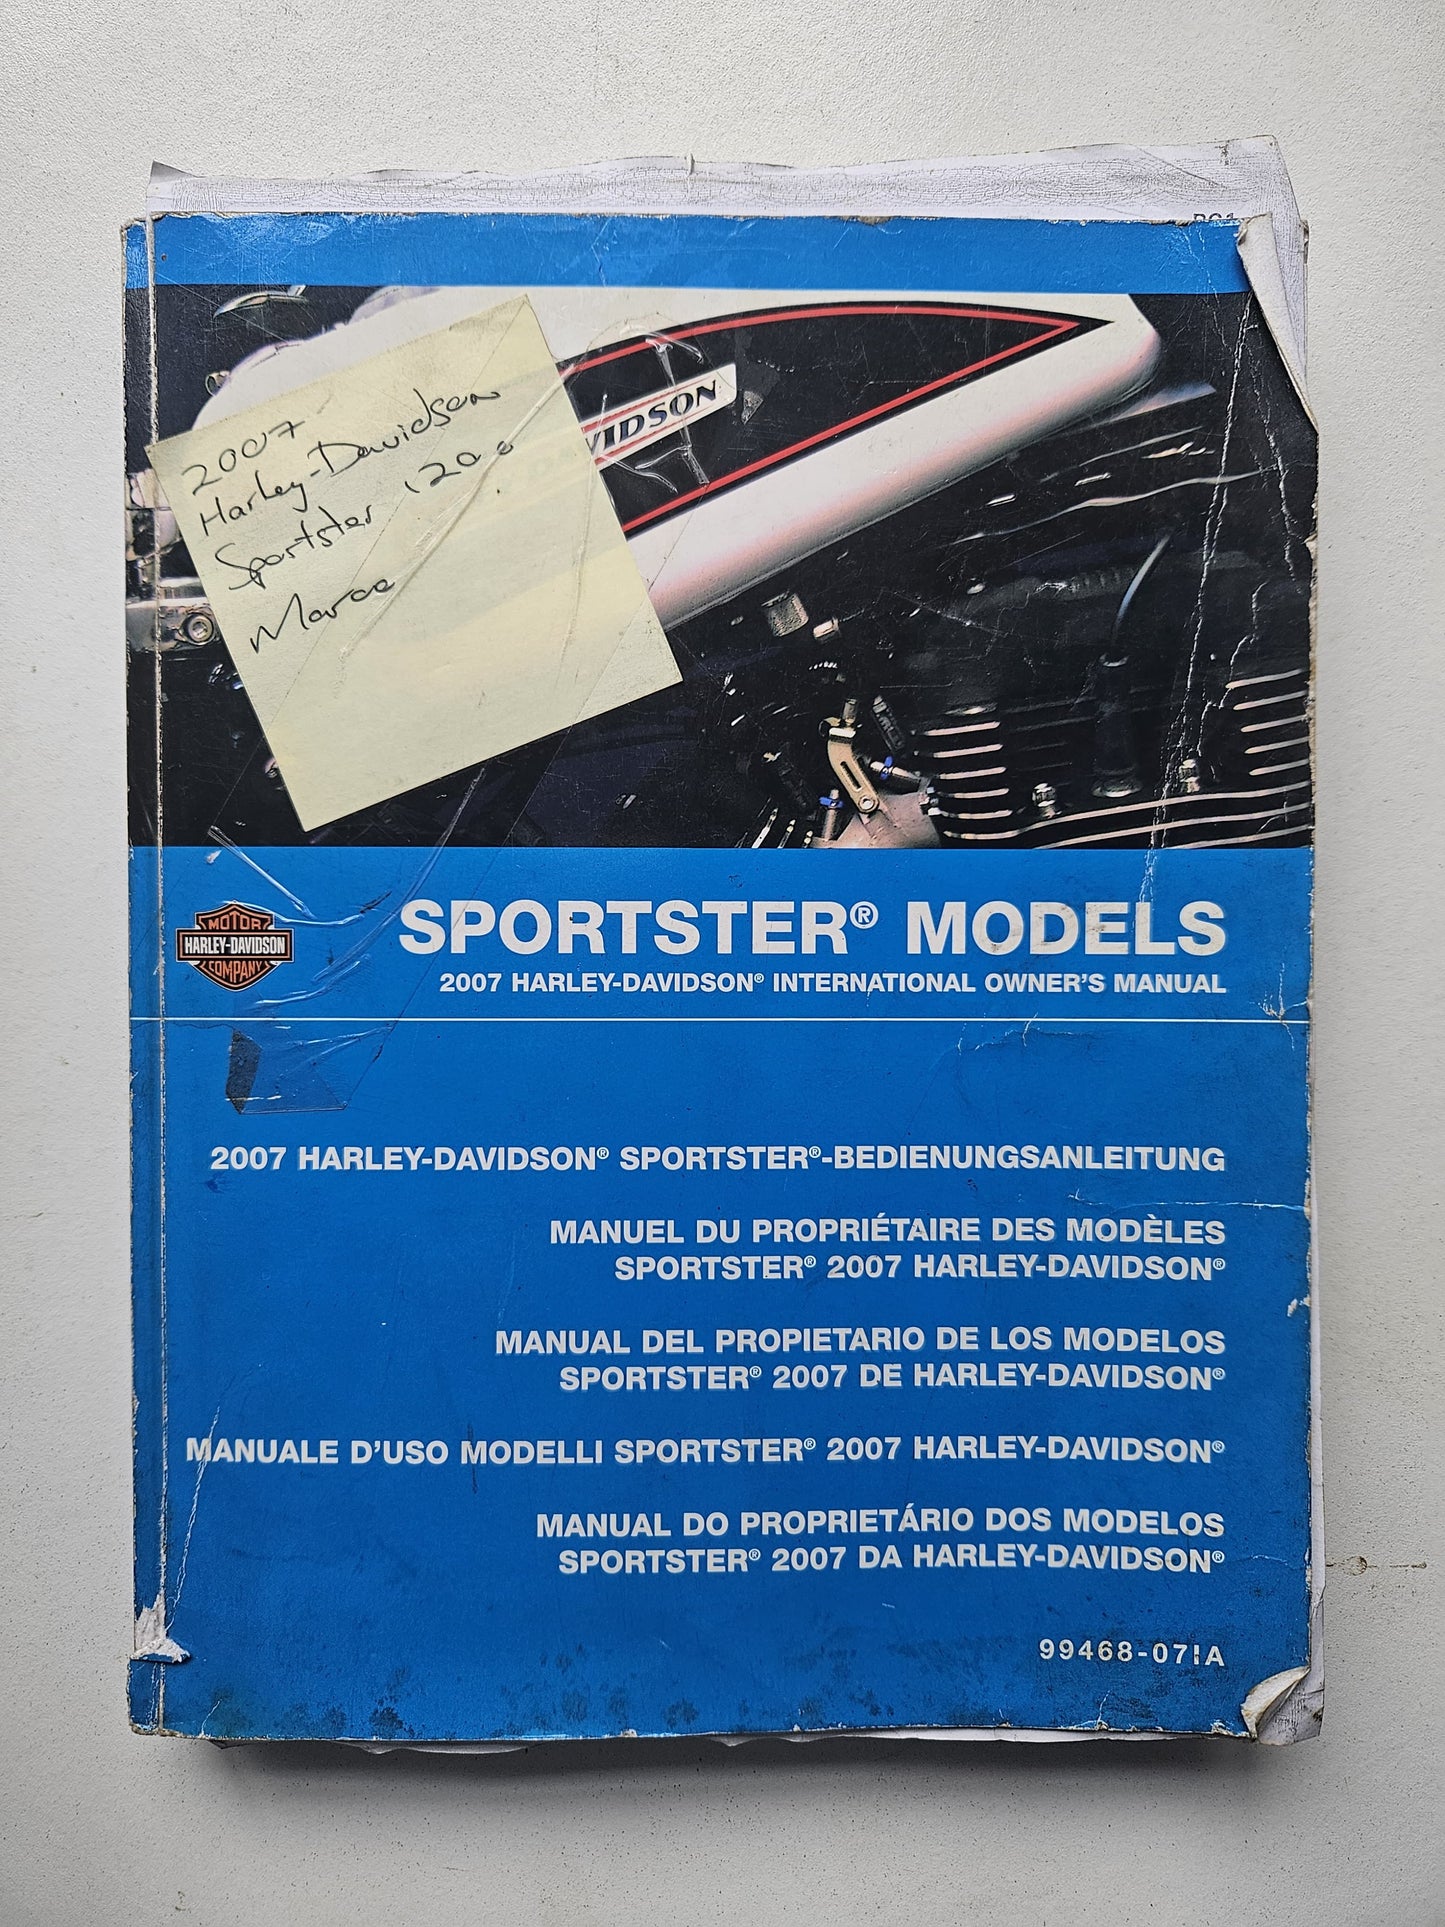 2007
Harley-Davidson
Sportster 1200
DAVIDSON
MOTOR
HARLEY-DAVIDSON
COMPANY
SPORTSTER® MODELS
2007 HARLEY-DAVIDSON® INTERNATIONAL OWNER'S MANUAL
2007 HARLEY-DAVIDSON® SPORTSTER®-BEDIENUNGSANLEITUNG
MANUEL DU PROPRIÉTAIRE DES MODÈLES
SPORTSTER® 2007 HARLEY-DAVIDSON®
MANUAL DEL PROPIETARIO DE LOS MODELOS
SPORTSTER® 2007 DE HARLEY-DAVIDSON®
MANUALE D'USO MODELLI SPORTSTER® 2007 HARLEY-DAVIDSON®
MANUAL DO PROPRIETÁRIO DOS MODELOS
SPORTSTER® 2007 DA HARLEY-DAVIDSON®
99468-07IA